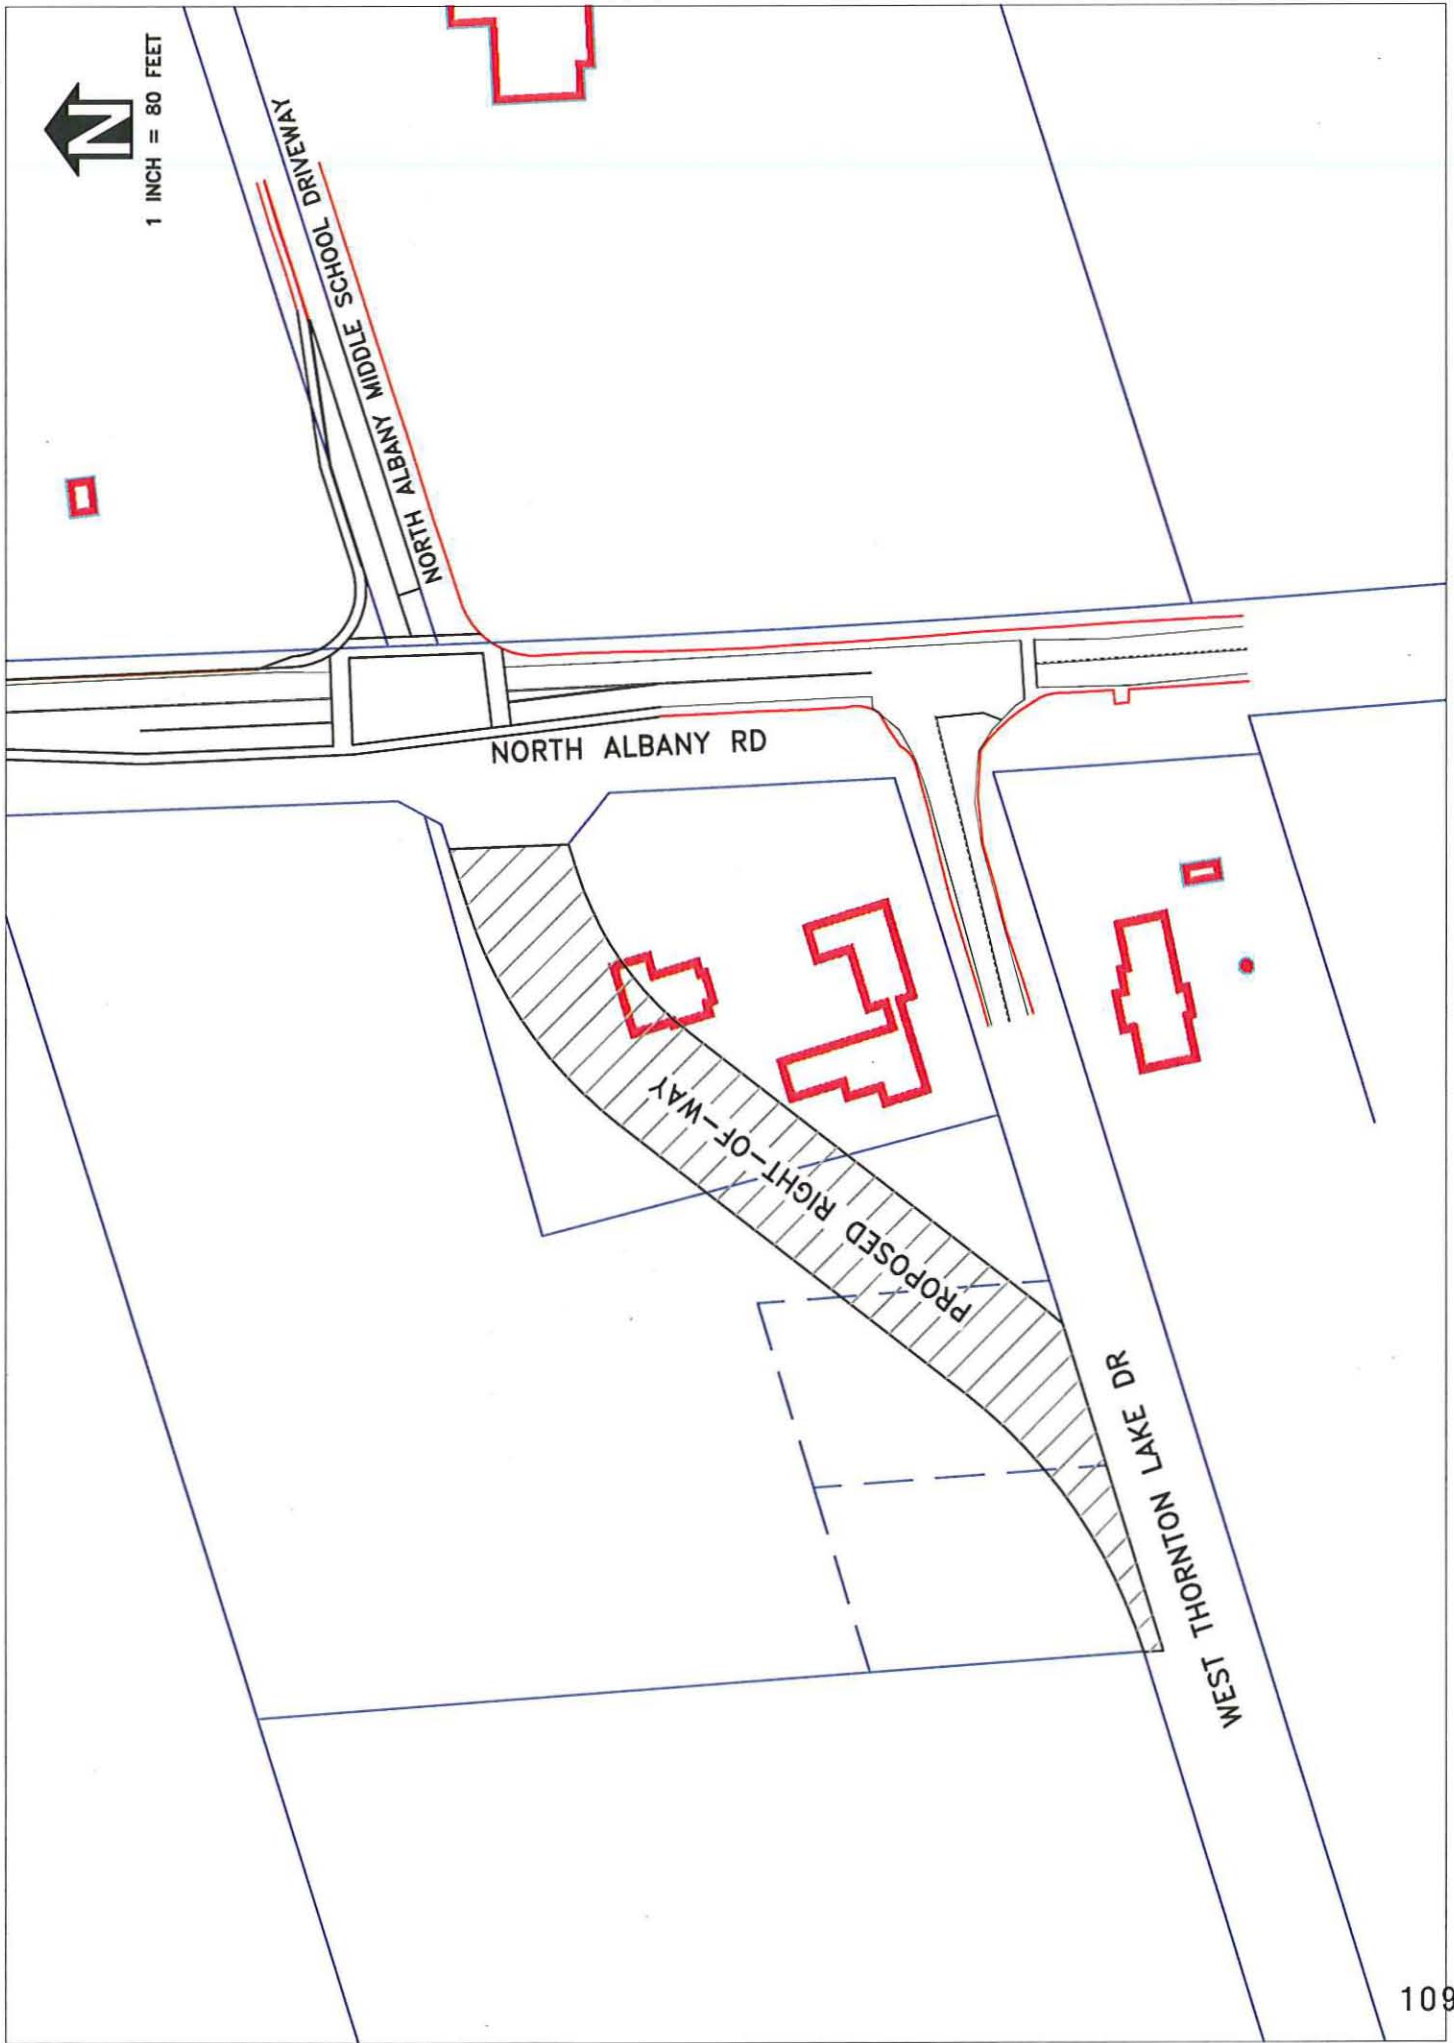 N
1 INCH = 80 FEET
NORTH ALBANY MIDDLE SCHOOL DRIVEWAY
NORTH ALBANY RD
PROPOSED RIGHT-OF-WAY
WEST THORNTON LAKE DR
109